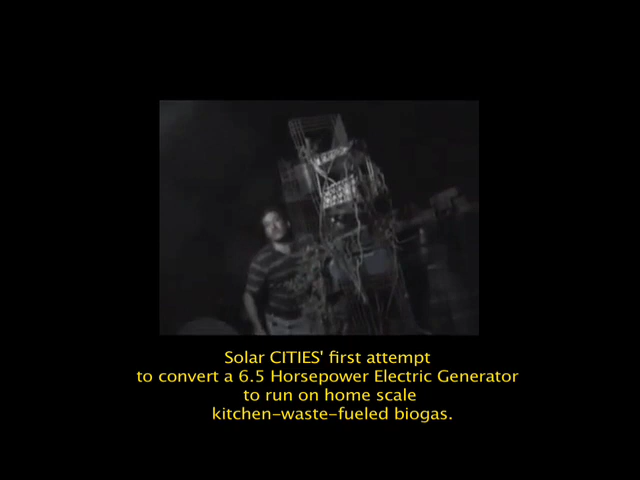 Solar CITIES' first attempt
to convert a 6.5 Horsepower Electric Generator
to run on home scale
kitchen-waste-fueled biogas.